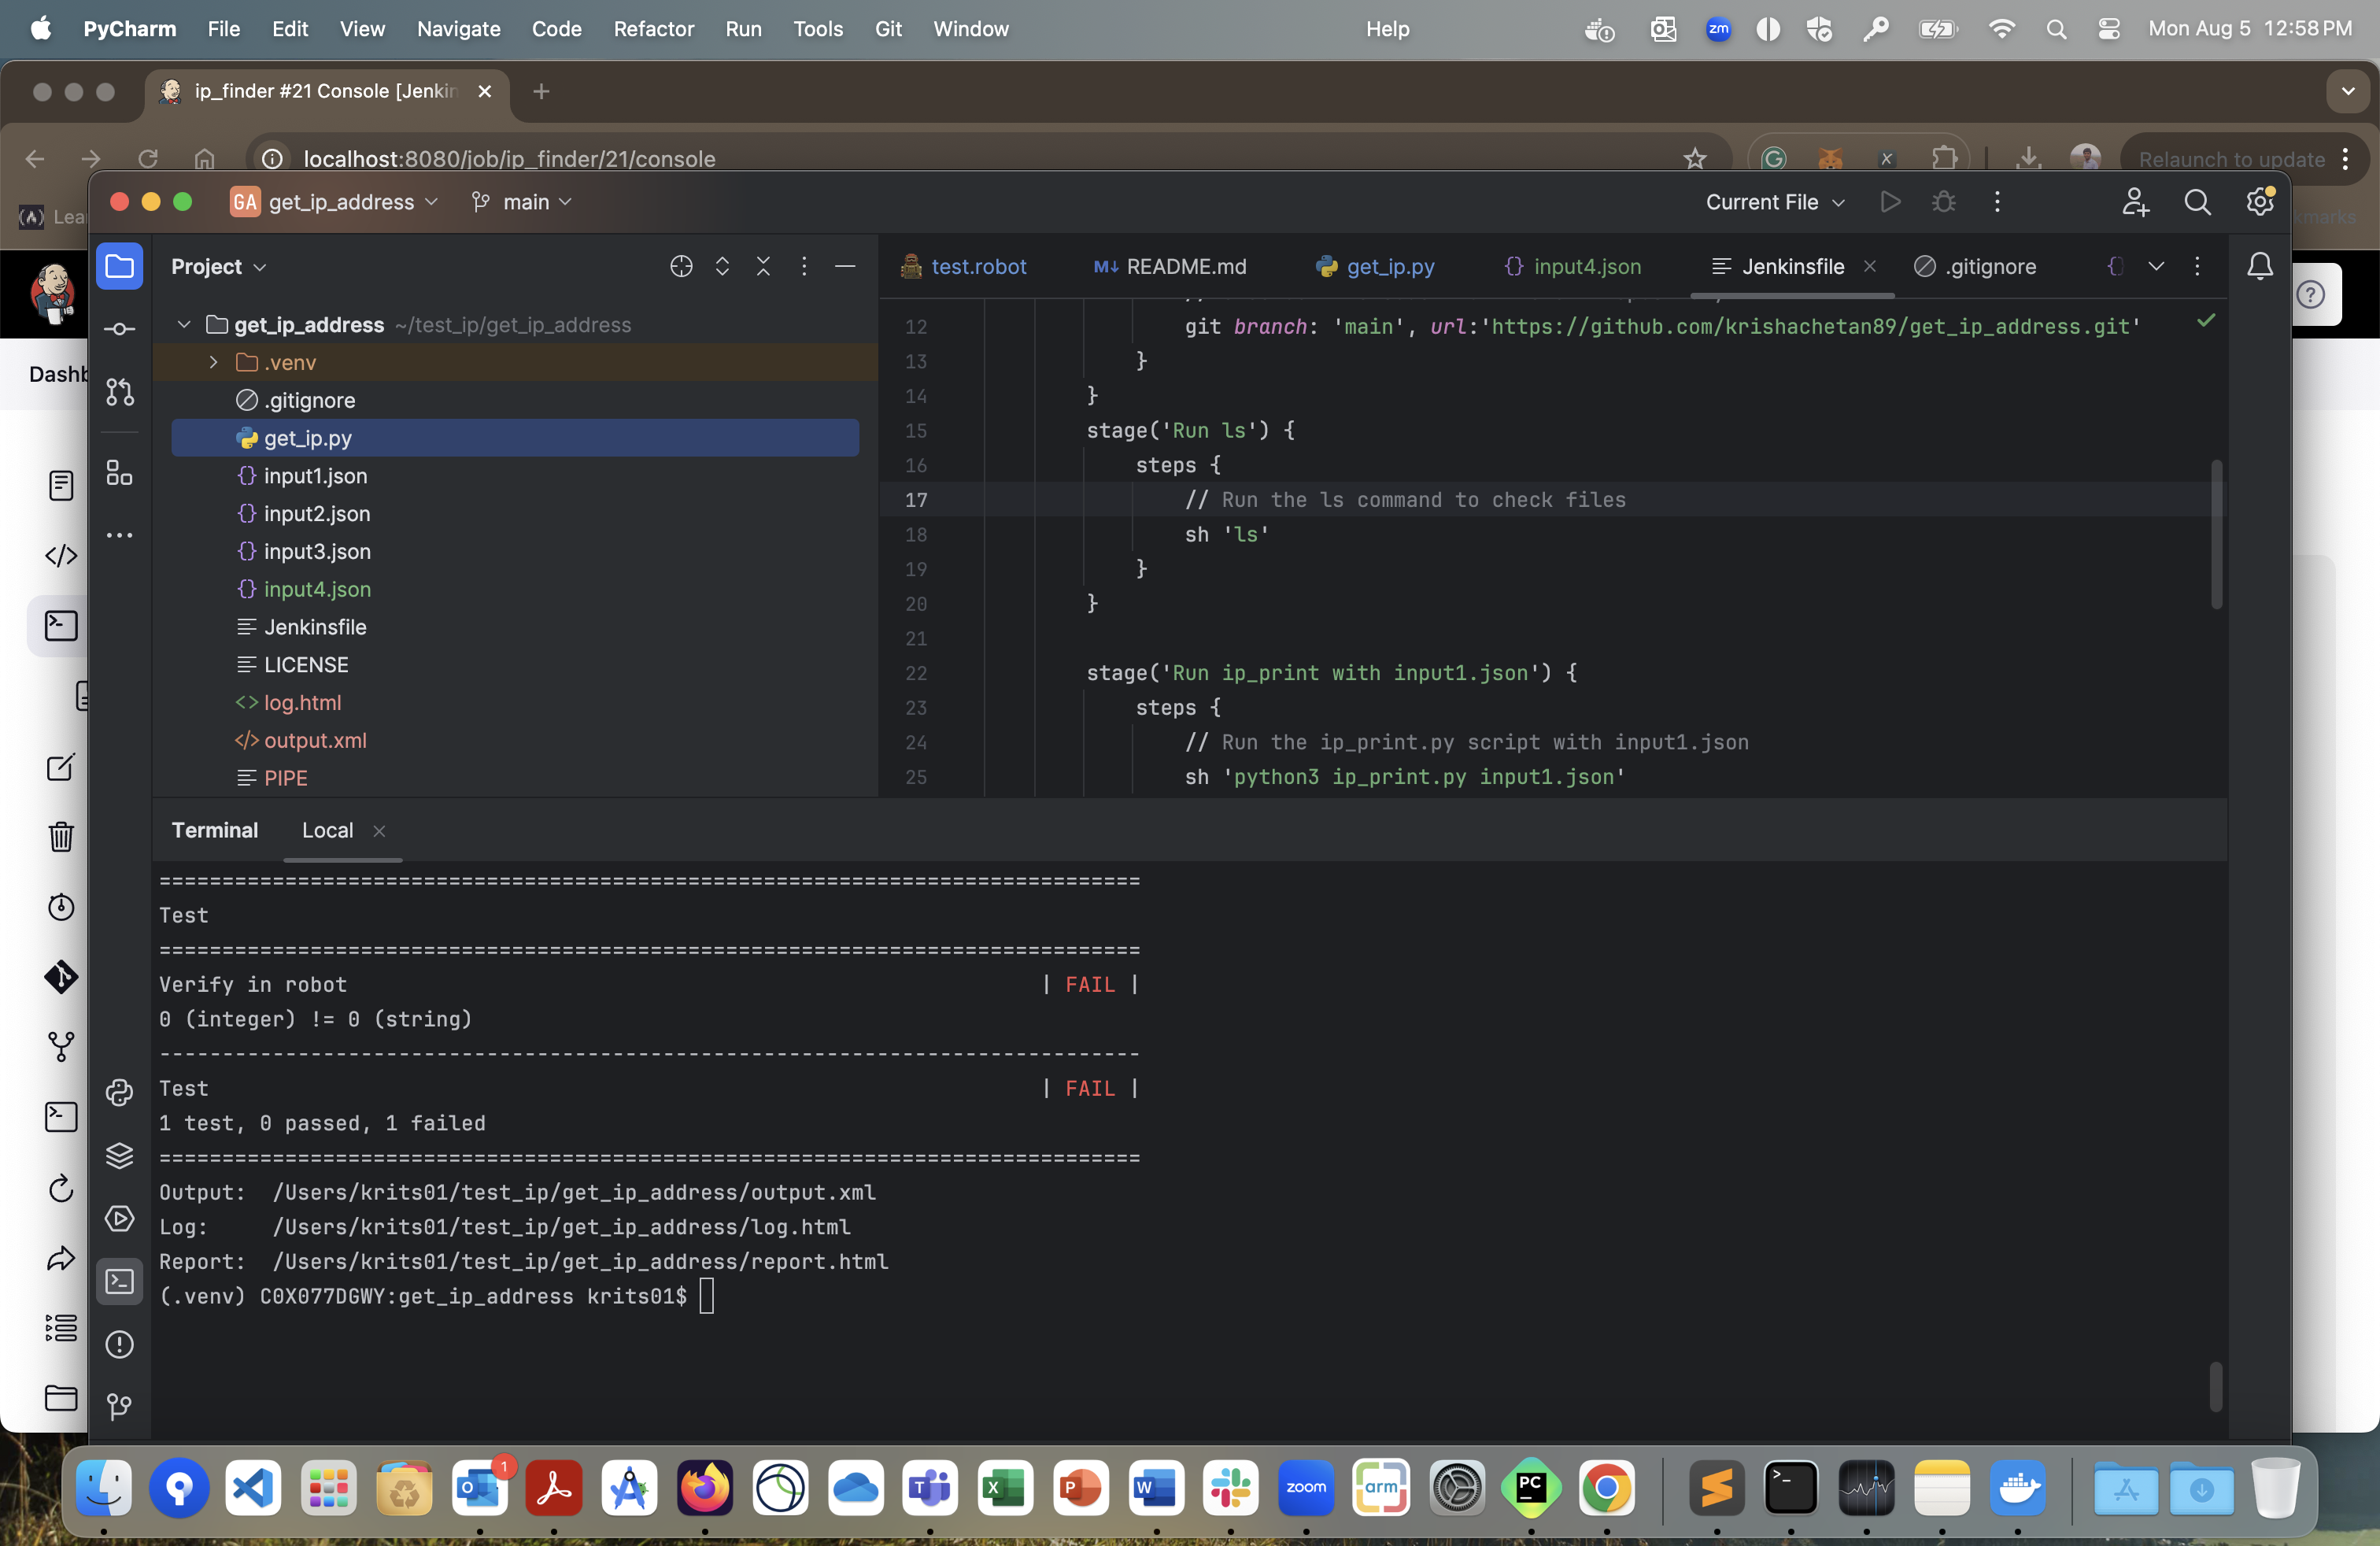 PyCharm File Edit View Navigate Code Refactor Run Tools Git Window Help zm Mon Aug 5 12:58 PM
ip_finder #21 Console [Jenkin
localhost:8080/job/ip_finder/21/console
Relaunch to update
GA get_ip_address main Current File
Lea
Dashb
Project
get_ip_address ~/test_ip/get_ip_address
.venv
.gitignore
get_ip.py
input1.json
input2.json
input3.json
input4.json
Jenkinsfile
LICENSE
log.html
output.xml
PIPE
test.robot README.md get_ip.py input4.json Jenkinsfile .gitignore
12 git branch: 'main', url:'https://github.com/krishachetan89/get_ip_address.git'
13 }
14 }
15 stage('Run ls') {
16 steps {
17 // Run the ls command to check files
18 sh 'ls'
19 }
20 }
21
22 stage('Run ip_print with input1.json') {
23 steps {
24 // Run the ip_print.py script with input1.json
25 sh 'python3 ip_print.py input1.json'
Terminal Local
==============================================================================
Test
==============================================================================
Verify in robot | FAIL |
0 (integer) != 0 (string)
------------------------------------------------------------------------------
Test | FAIL |
1 test, 0 passed, 1 failed
==============================================================================
Output: /Users/krits01/test_ip/get_ip_address/output.xml
Log: /Users/krits01/test_ip/get_ip_address/log.html
Report: /Users/krits01/test_ip/get_ip_address/report.html
(.venv) C0X077DGWY:get_ip_address krits01$
1
zoom
arm
PC